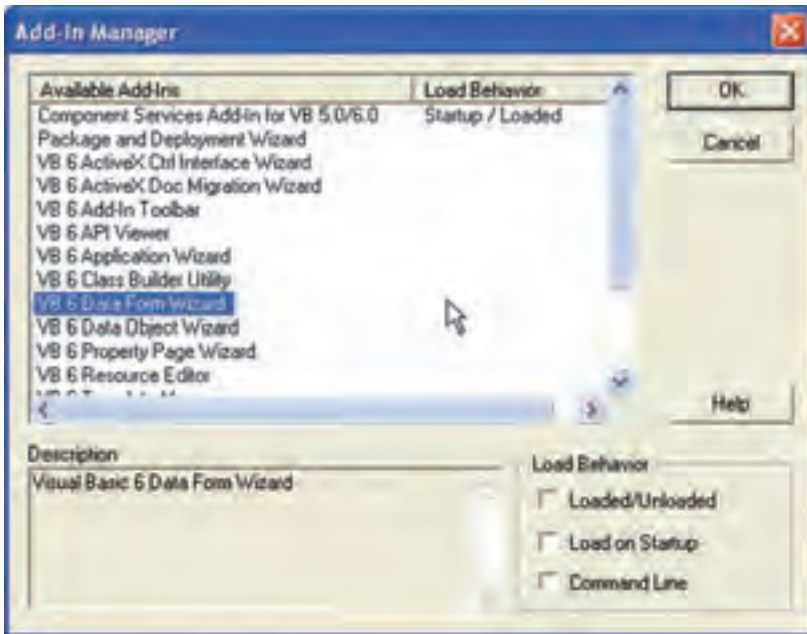 Add-In Manager
Available Add-Ins Load Behavior
Component Services Add-In for VB 5.0/6.0 Startup / Loaded
Package and Deployment Wizard
VB 6 ActiveX Ctrl Interface Wizard
VB 6 ActiveX Doc Migration Wizard
VB 6 Add-In Toolbar
VB 6 API Viewer
VB 6 Application Wizard
VB 6 Class Builder Utility
VB 6 Data Form Wizard
VB 6 Data Object Wizard
VB 6 Property Page Wizard
VB 6 Resource Editor
OK
Cancel
Help
Description
Visual Basic 6 Data Form Wizard
Load Behavior
Loaded/Unloaded
Load on Startup
Command Line